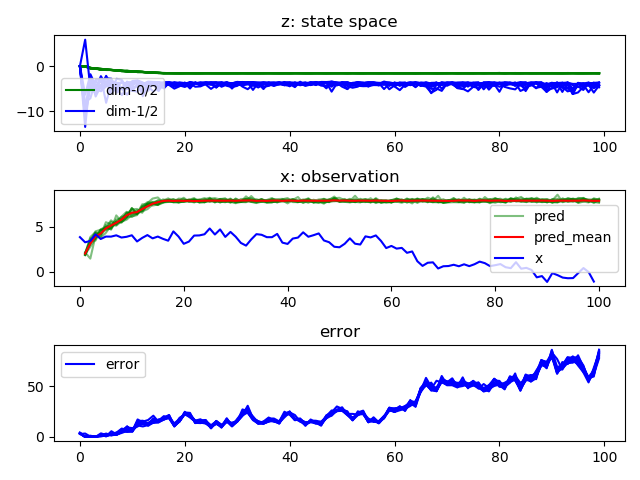 z: state space
0
−10
dim-0/2
dim-1/2
0 20 40 60 80 100
x: observation
5
0
pred
pred_mean
x
0 20 40 60 80 100
error
50
0
error
0 20 40 60 80 100